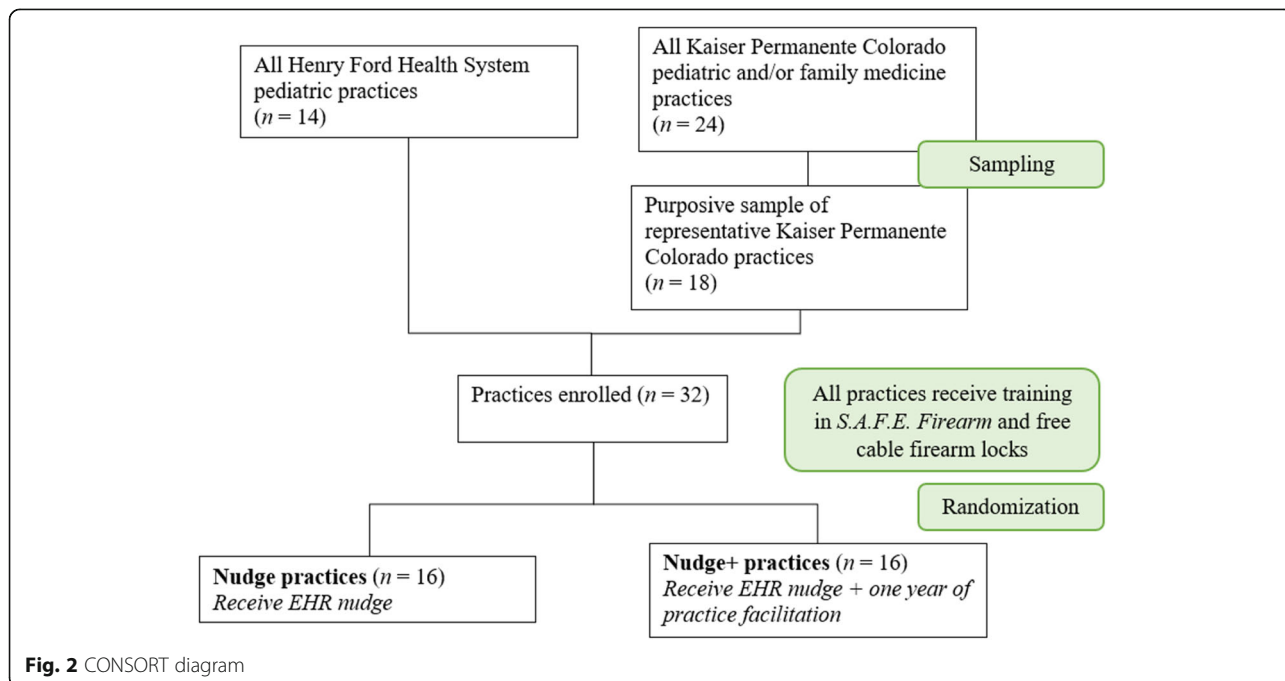 All Henry Ford Health System
pediatric practices
(n = 14)
All Kaiser Permanente Colorado
pediatric and/or family medicine
practices
(n = 24)
Sampling
Purposive sample of
representative Kaiser Permanente
Colorado practices
(n = 18)
Practices enrolled (n = 32)
All practices receive training
in S.A.F.E. Firearm and free
cable firearm locks
Randomization
Nudge practices (n = 16)
Receive EHR nudge
Nudge+ practices (n = 16)
Receive EHR nudge + one year of
practice facilitation
Fig. 2 CONSORT diagram